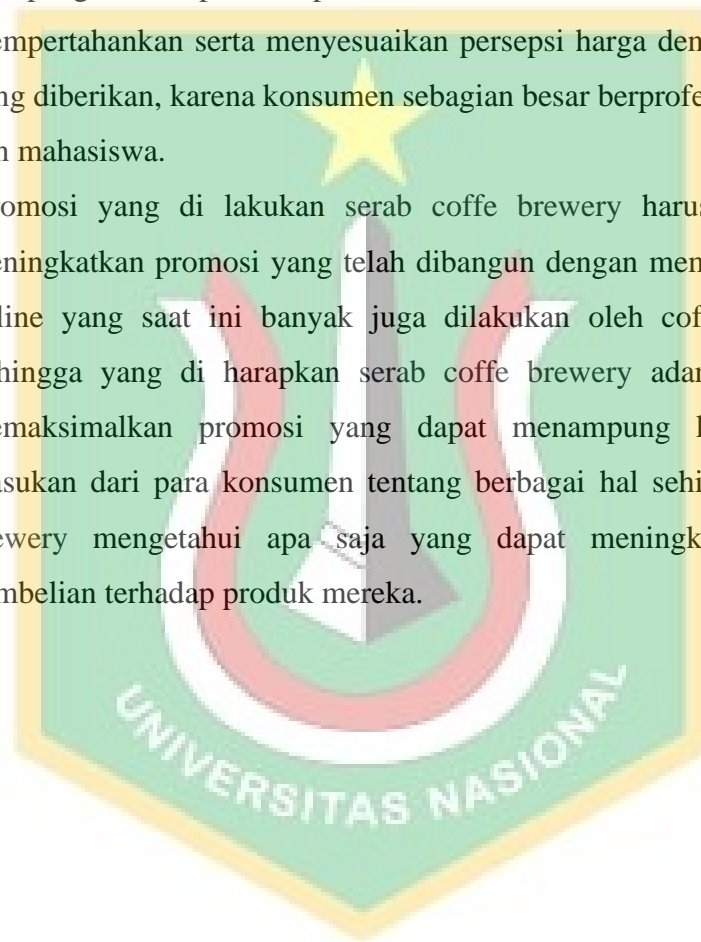 empertahankan serta menyesuaikan persepsi harga den
ng diberikan, karena konsumen sebagian besar berprofe
n mahasiswa.
romosi yang di lakukan serab coffe brewery harus
eningkatkan promosi yang telah dibangun dengan men
line yang saat ini banyak juga dilakukan oleh coff
hingga yang di harapkan serab coffe brewery adan
emaksimalkan promosi yang dapat menampung
asukan dari para konsumen tentang berbagai hal sehi
ewery mengetahui apa saja yang dapat meningk
mbelian terhadap produk mereka.
UNIVERSITAS NASIONAL